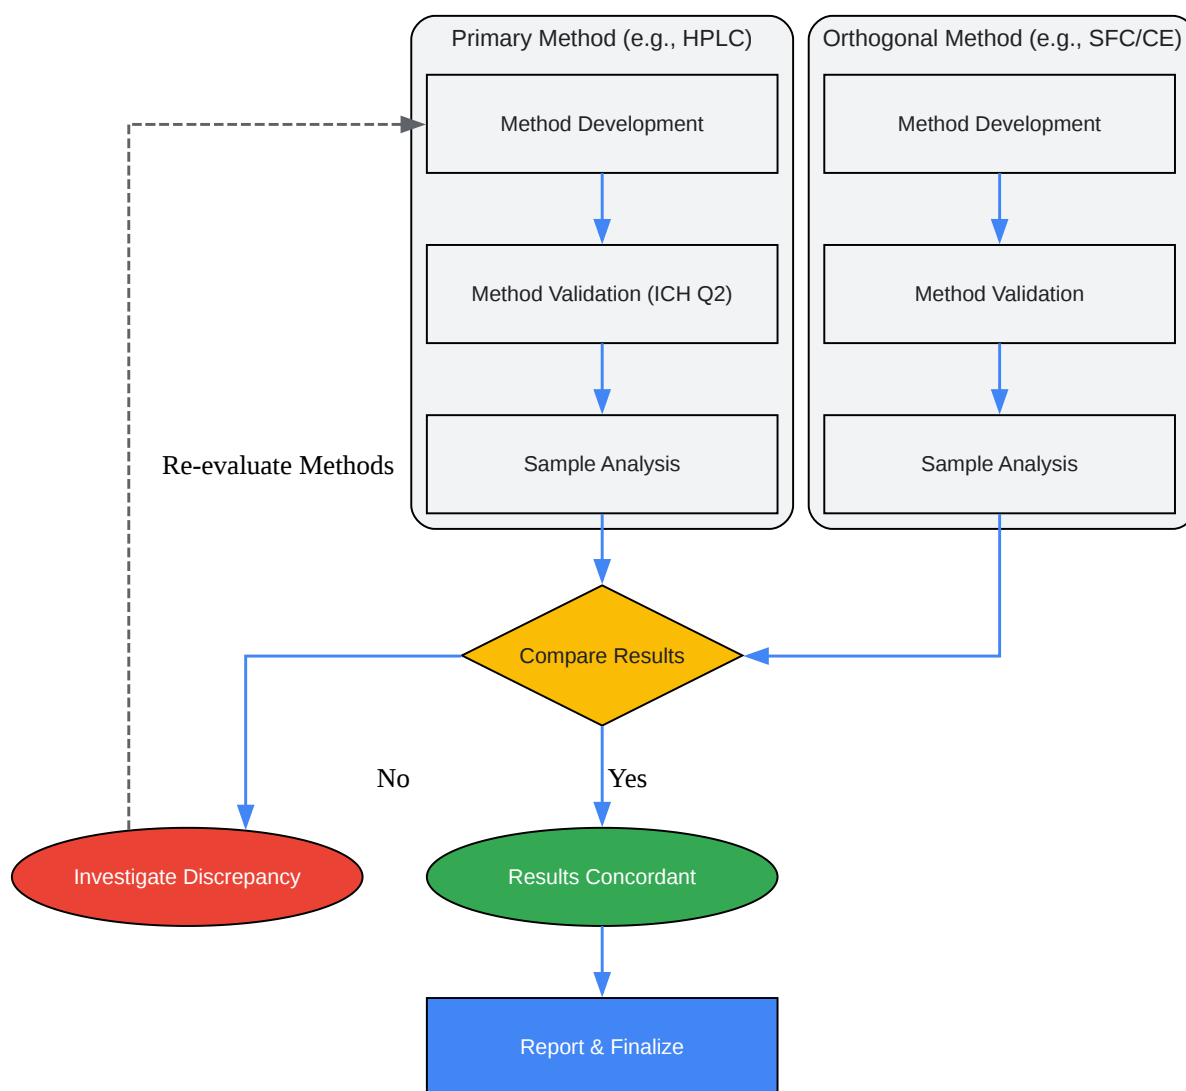 Primary Method (e.g., HPLC)
Method Development
Method Validation (ICH Q2)
Sample Analysis
Orthogonal Method (e.g., SFC/CE)
Method Development
Method Validation
Sample Analysis
Re-evaluate Methods
Compare Results
No
Yes
Investigate Discrepancy
Results Concordant
Report & Finalize